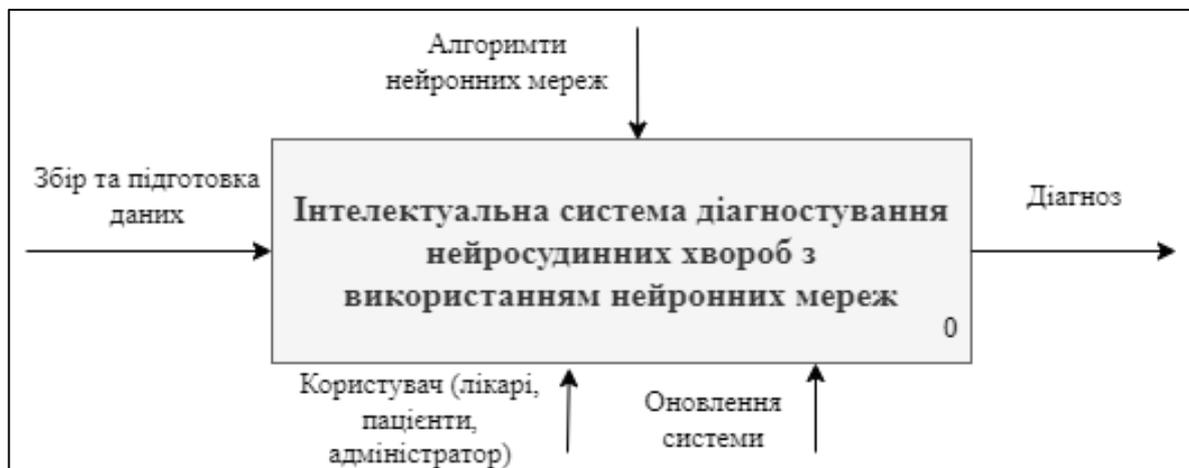 Алгоримти
нейронних мереж
Збір та підготовка
даних
Інтелектуальна система діагностування
нейросудинних хвороб з
використанням нейронних мереж
0
Діагноз
Користувач (лікарі,
пацієнти,
адміністратор)
Оновлення
системи